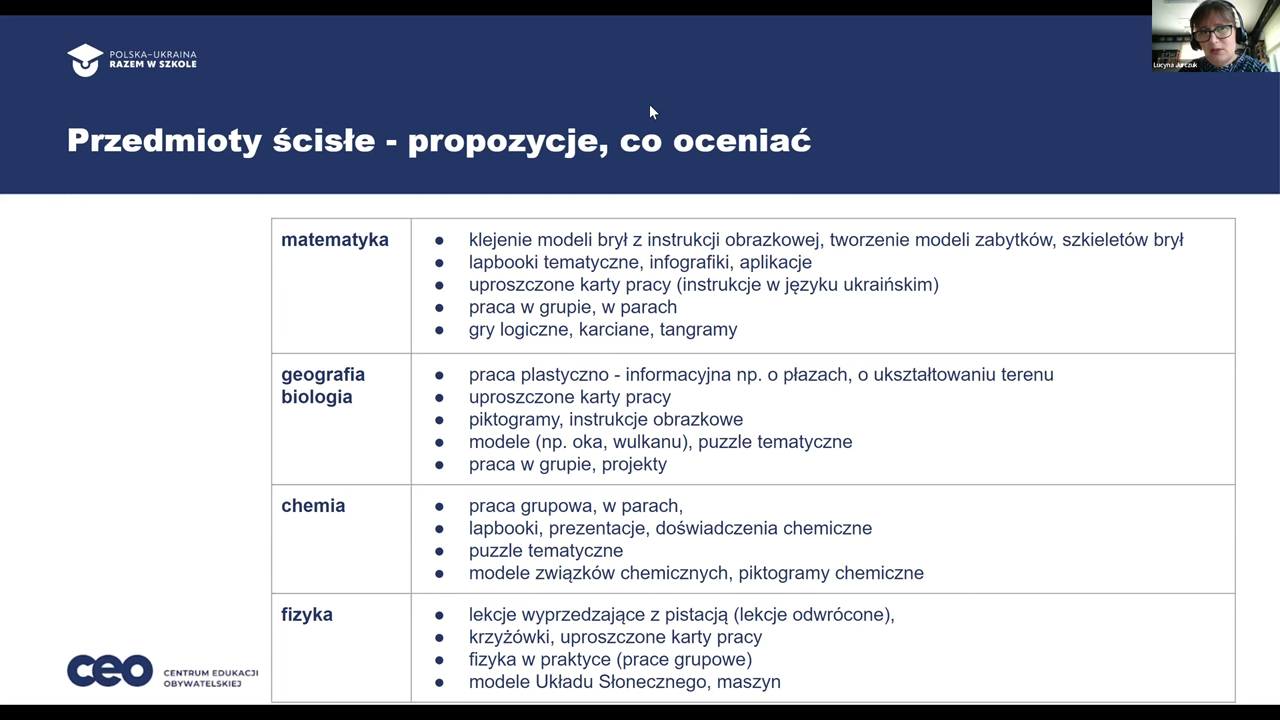 POLSKA-UKRAINA
RAZEM W SZKOLE
Lucyna Jurczuk
Przedmioty ścisłe - propozycje, co oceniać
matematyka
● klejenie modeli brył z instrukcji obrazkowej, tworzenie modeli zabytków, szkieletów brył
● lapbooki tematyczne, infografiki, aplikacje
● uproszczone karty pracy (instrukcje w języku ukraińskim)
● praca w grupie, w parach
● gry logiczne, karciane, tangramy
geografia
biologia
● praca plastyczno - informacyjna np. o płazach, o ukształtowaniu terenu
● uproszczone karty pracy
● piktogramy, instrukcje obrazkowe
● modele (np. oka, wulkanu), puzzle tematyczne
● praca w grupie, projekty
chemia
● praca grupowa, w parach,
● lapbooki, prezentacje, doświadczenia chemiczne
● puzzle tematyczne
● modele związków chemicznych, piktogramy chemiczne
fizyka
● lekcje wyprzedzające z pistacją (lekcje odwrócone),
● krzyżówki, uproszczone karty pracy
● fizyka w praktyce (prace grupowe)
● modele Układu Słonecznego, maszyn
ceo
CENTRUM EDUKACJI
OBYWATELSKIEJ